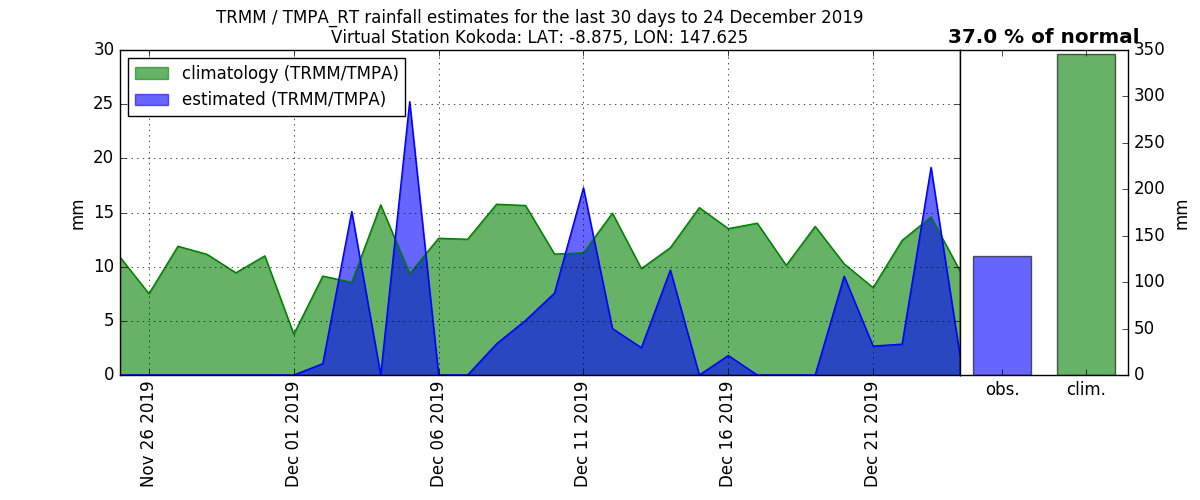 TRMM / TMPA_RT rainfall estimates for the last 30 days to 24 December 2019
Virtual Station Kokoda: LAT: -8.875, LON: 147.625
37.0 % of normal
climatology (TRMM/TMPA)
estimated (TRMM/TMPA)
30
25
20
15
10
5
0
mm
350
300
250
200
150
100
50
0
mm
Nov 26 2019
Dec 01 2019
Dec 06 2019
Dec 11 2019
Dec 16 2019
Dec 21 2019
obs.
clim.